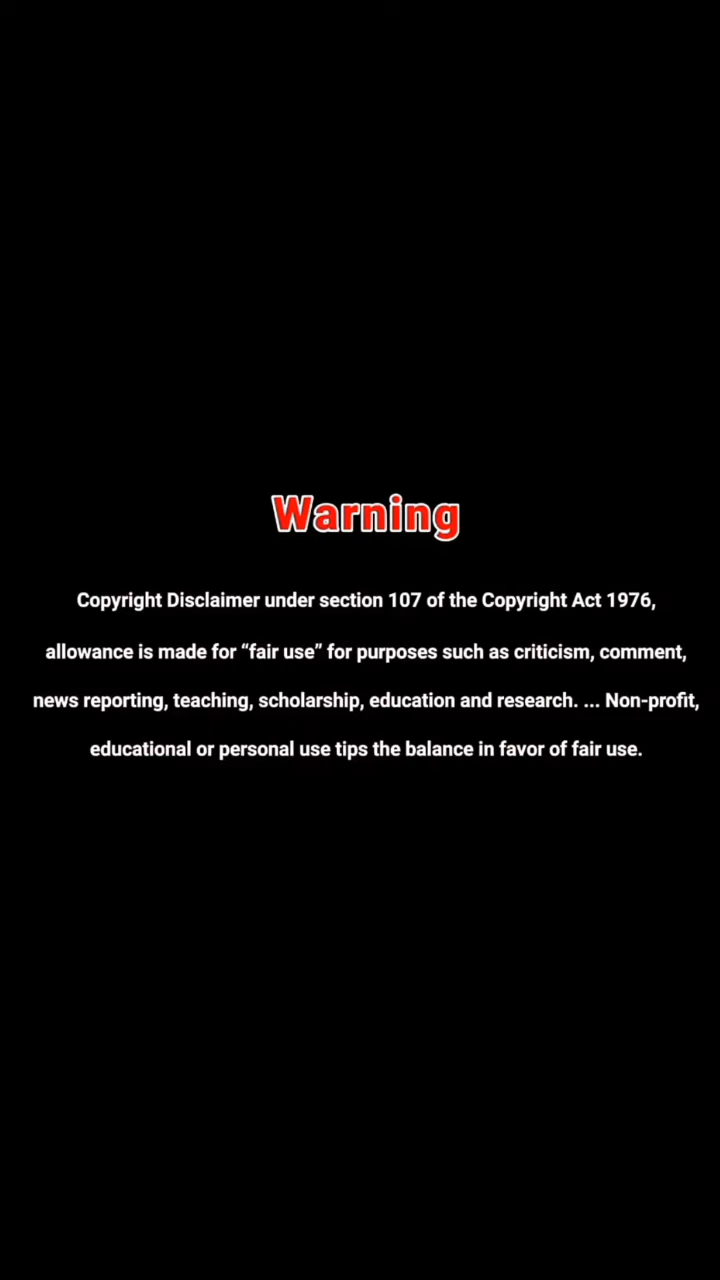 Warning
Copyright Disclaimer under section 107 of the Copyright Act 1976,
allowance is made for “fair use” for purposes such as criticism, comment,
news reporting, teaching, scholarship, education and research. ... Non-profit,
educational or personal use tips the balance in favor of fair use.